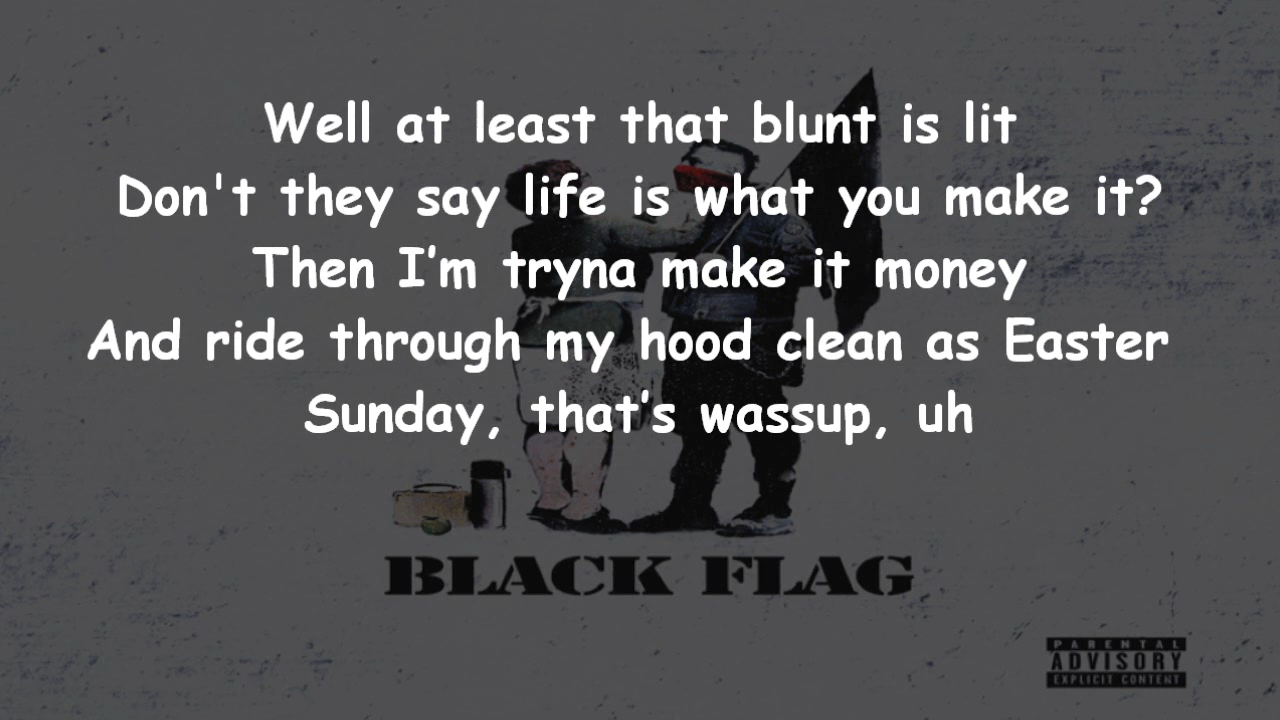 Well at least that blunt is lit
Don't they say life is what you make it?
Then I’m tryna make it money
And ride through my hood clean as Easter
Sunday, that’s wassup, uh
BLACK FLAG
PARENTAL
ADVISORY
EXPLICIT CONTENT